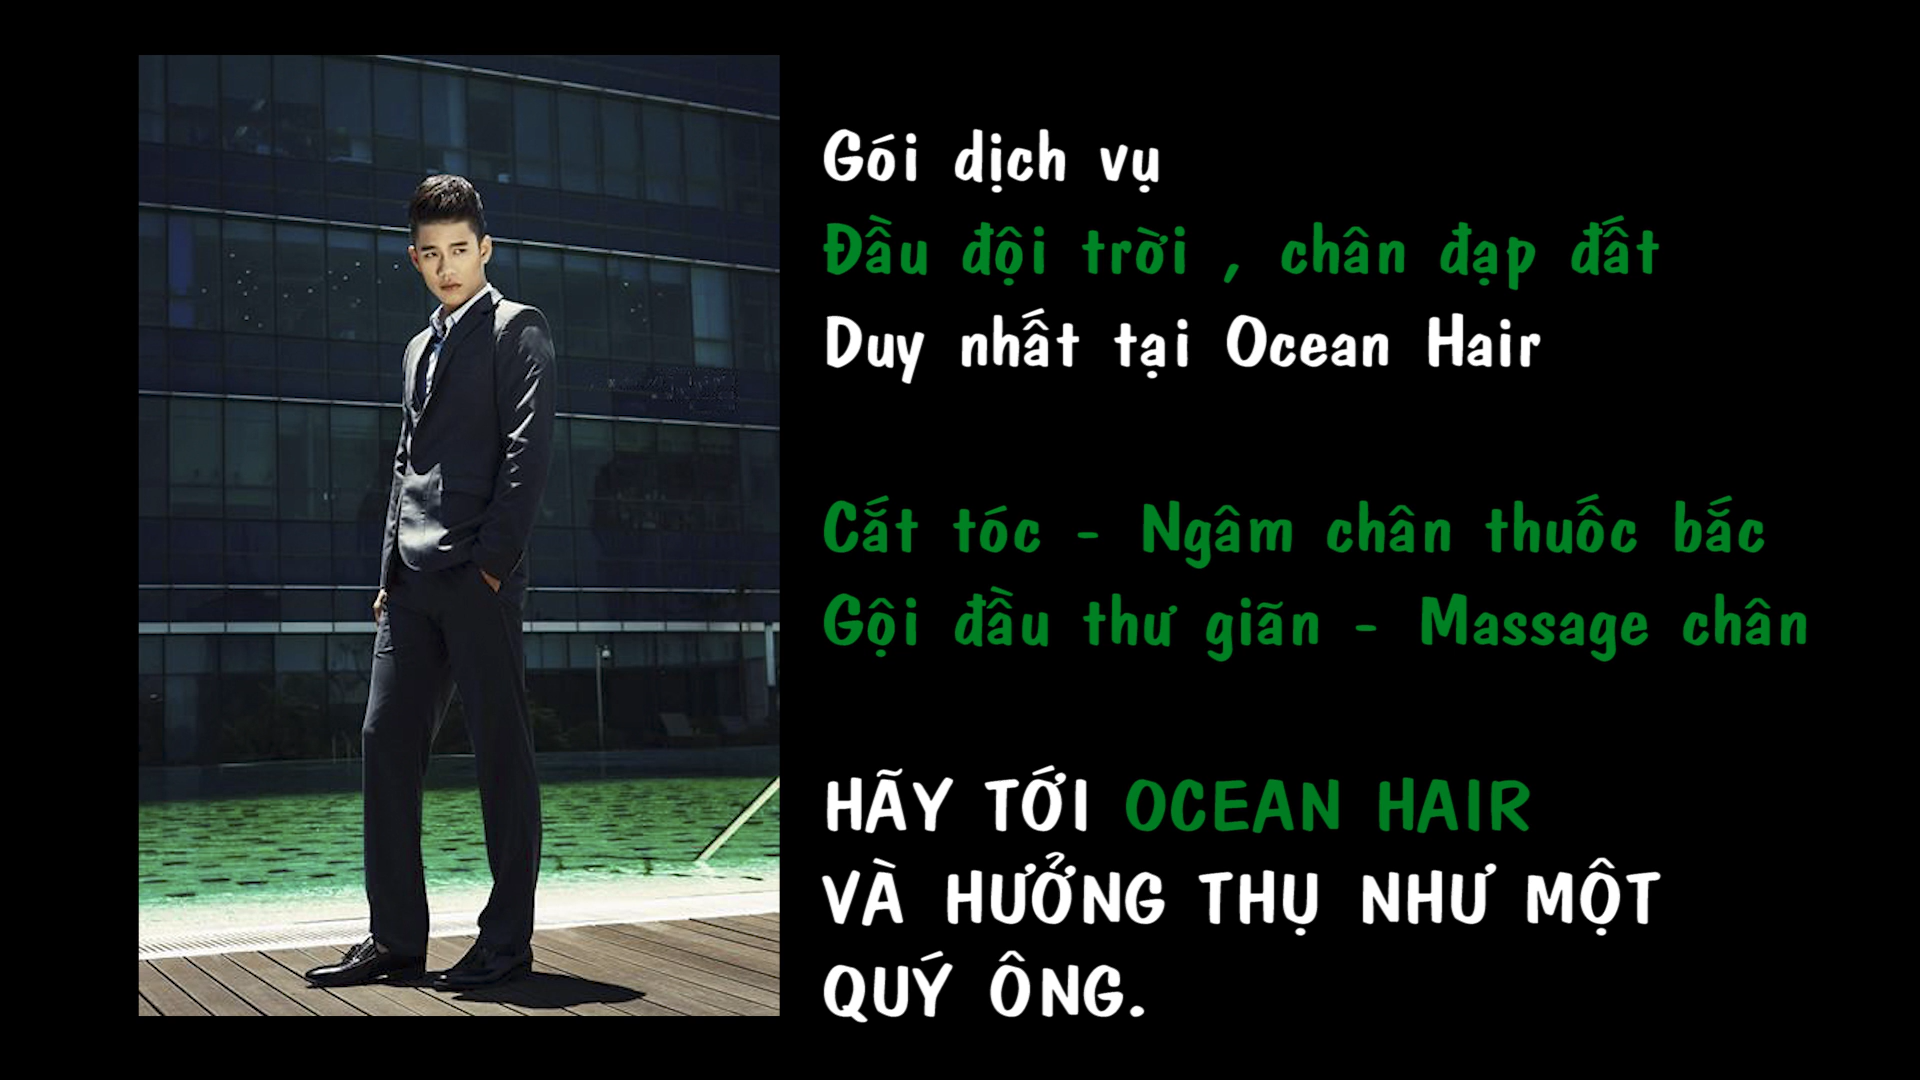 Gói dịch vụ
Đầu đội trời , chân đạp đất
Duy nhất tại Ocean Hair
Cắt tóc - Ngâm chân thuốc bắc
Gội đầu thư giãn - Massage chân
HÃY TỚI OCEAN HAIR
VÀ HƯỞNG THỤ NHƯ MỘT
QUÝ ÔNG.